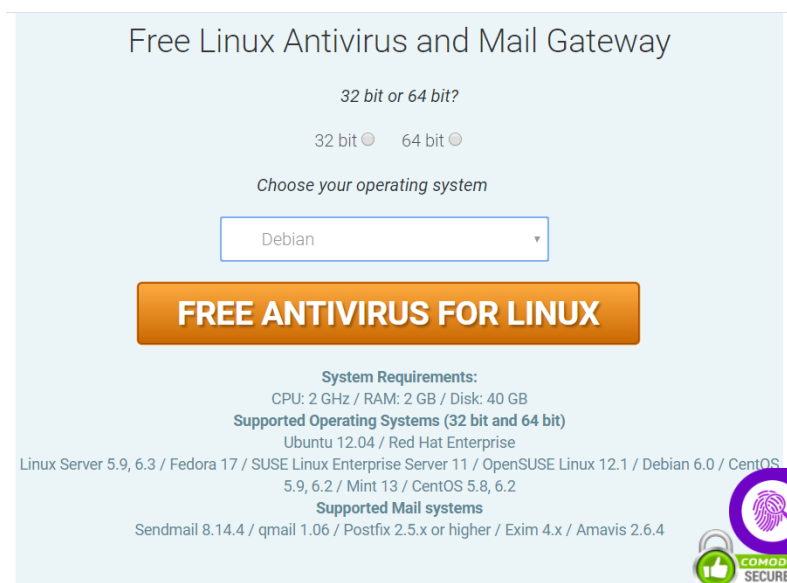 Free Linux Antivirus and Mail Gateway
32 bit or 64 bit?
32 bit 64 bit
Choose your operating system
Debian
FREE ANTIVIRUS FOR LINUX
System Requirements:
CPU: 2 GHz / RAM: 2 GB / Disk: 40 GB
Supported Operating Systems (32 bit and 64 bit)
Ubuntu 12.04 / Red Hat Enterprise
Linux Server 5.9, 6.3 / Fedora 17 / SUSE Linux Enterprise Server 11 / OpenSUSE Linux 12.1 / Debian 6.0 / CentOS
5.9, 6.2 / Mint 13 / CentOS 5.8, 6.2
Supported Mail systems
Sendmail 8.14.4 / qmail 1.06 / Postfix 2.5.x or higher / Exim 4.x / Amavis 2.6.4
COMOD
SECURE